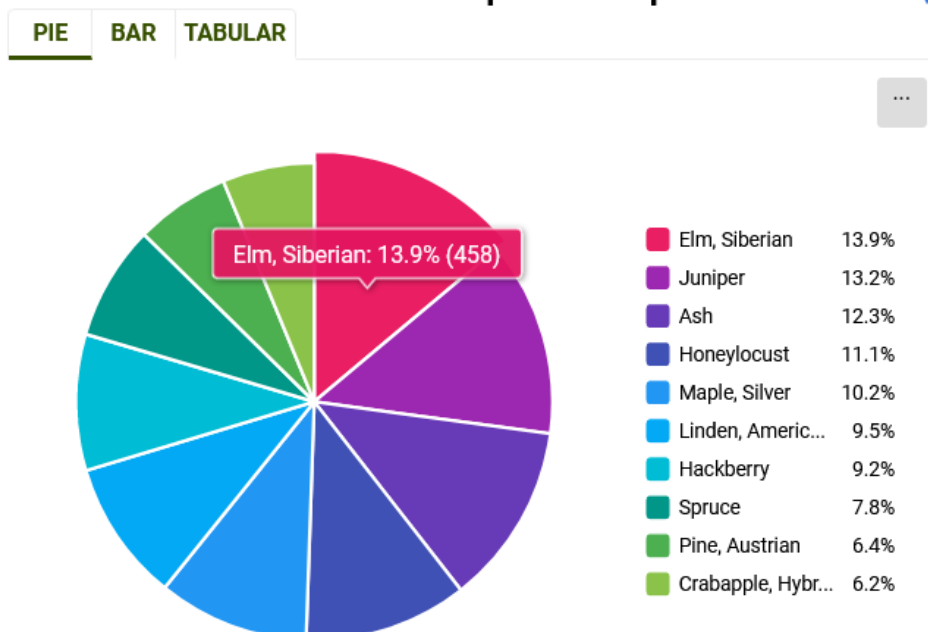 PIE BAR TABULAR
...
Elm, Siberian: 13.9% (458)
Elm, Siberian 13.9%
Juniper 13.2%
Ash 12.3%
Honeylocust 11.1%
Maple, Silver 10.2%
Linden, Americ... 9.5%
Hackberry 9.2%
Spruce 7.8%
Pine, Austrian 6.4%
Crabapple, Hybr... 6.2%